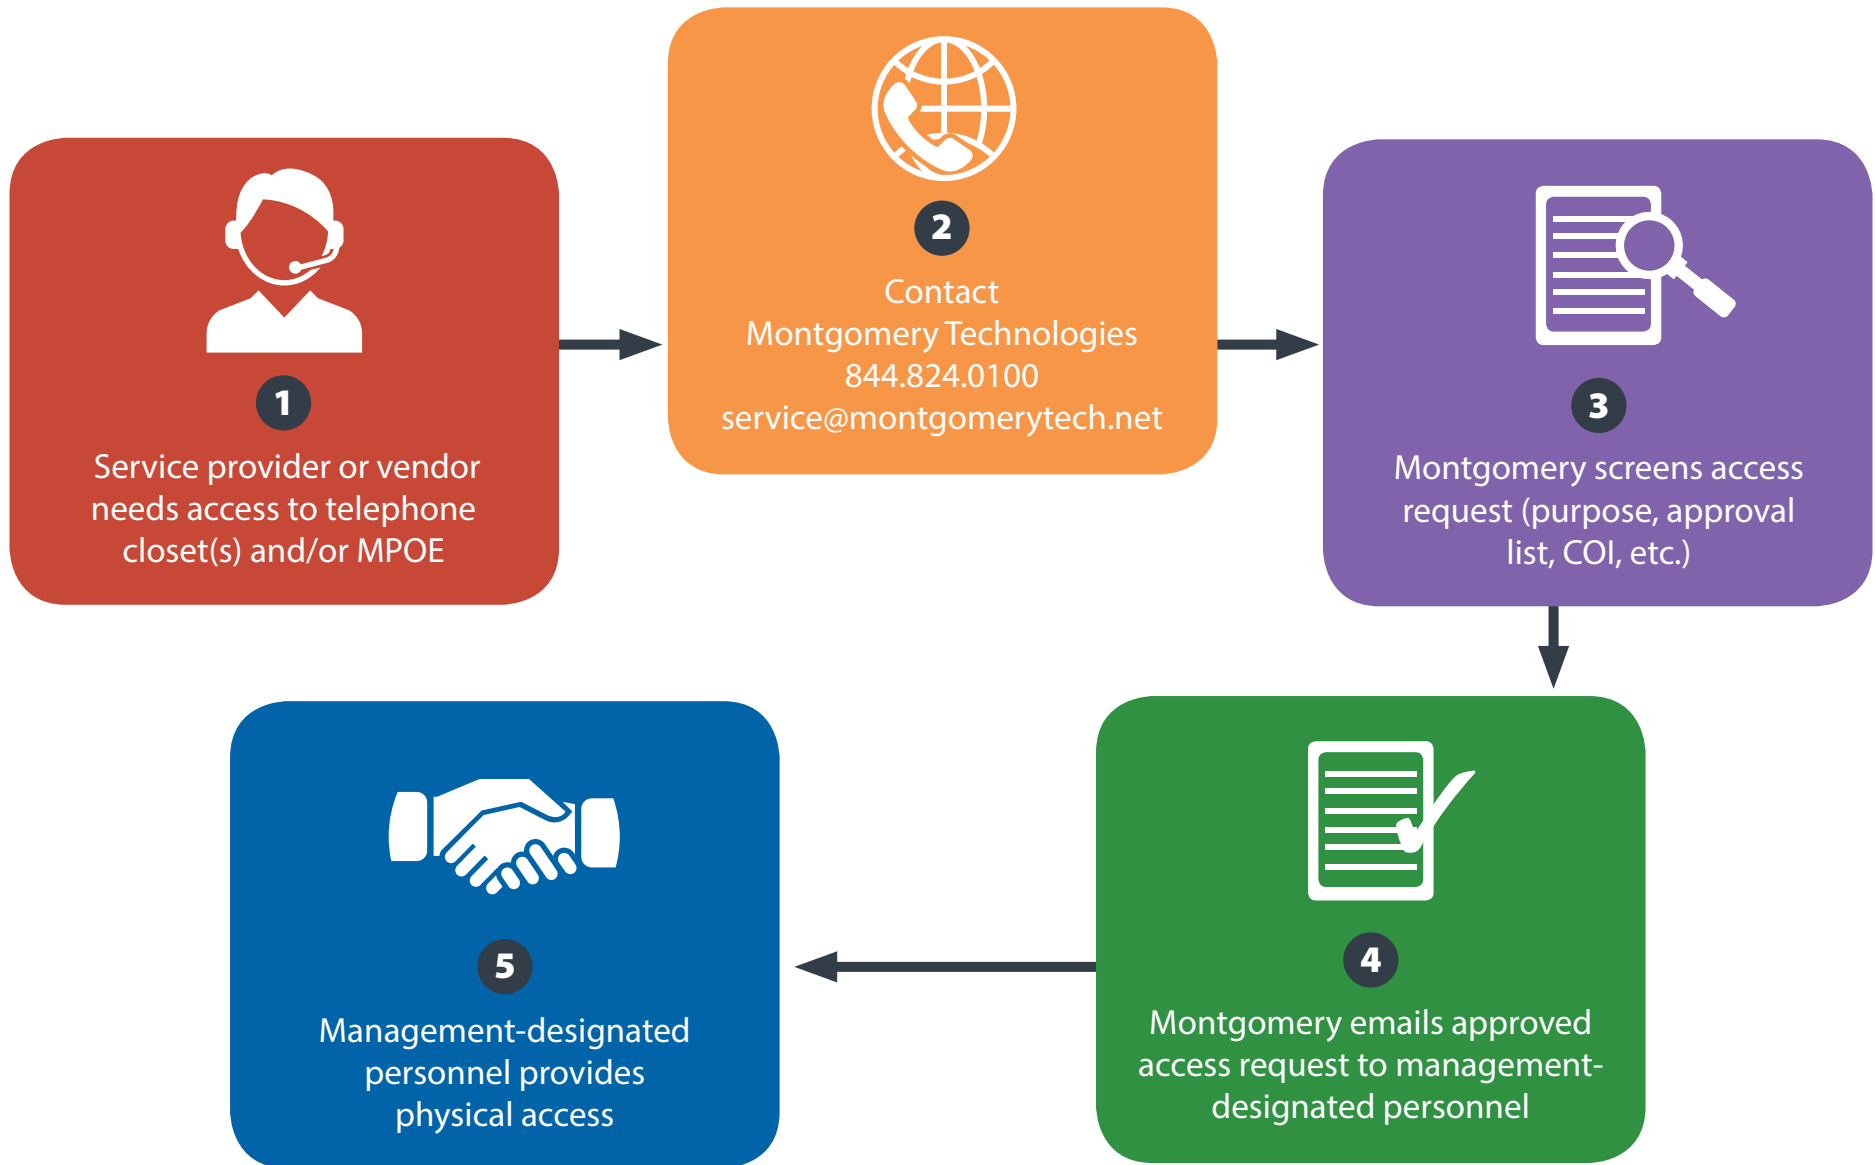 1
Service provider or vendor
needs access to telephone
closet(s) and/or MPOE
2
Contact
Montgomery Technologies
844.824.0100
service@montgomerytech.net
3
Montgomery screens access
request (purpose, approval
list, COI, etc.)
4
Montgomery emails approved
access request to management-
designated personnel
5
Management-designated
personnel provides
physical access